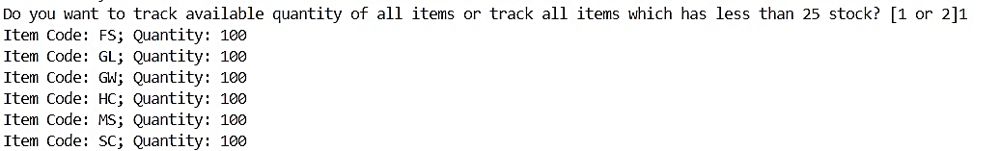 Do you want to track available quantity of all items or track all items which has less than 25 stock? [1 or 2]1
Item Code: FS; Quantity: 100
Item Code: GL; Quantity: 100
Item Code: GW; Quantity: 100
Item Code: HC; Quantity: 100
Item Code: MS; Quantity: 100
Item Code: SC; Quantity: 100